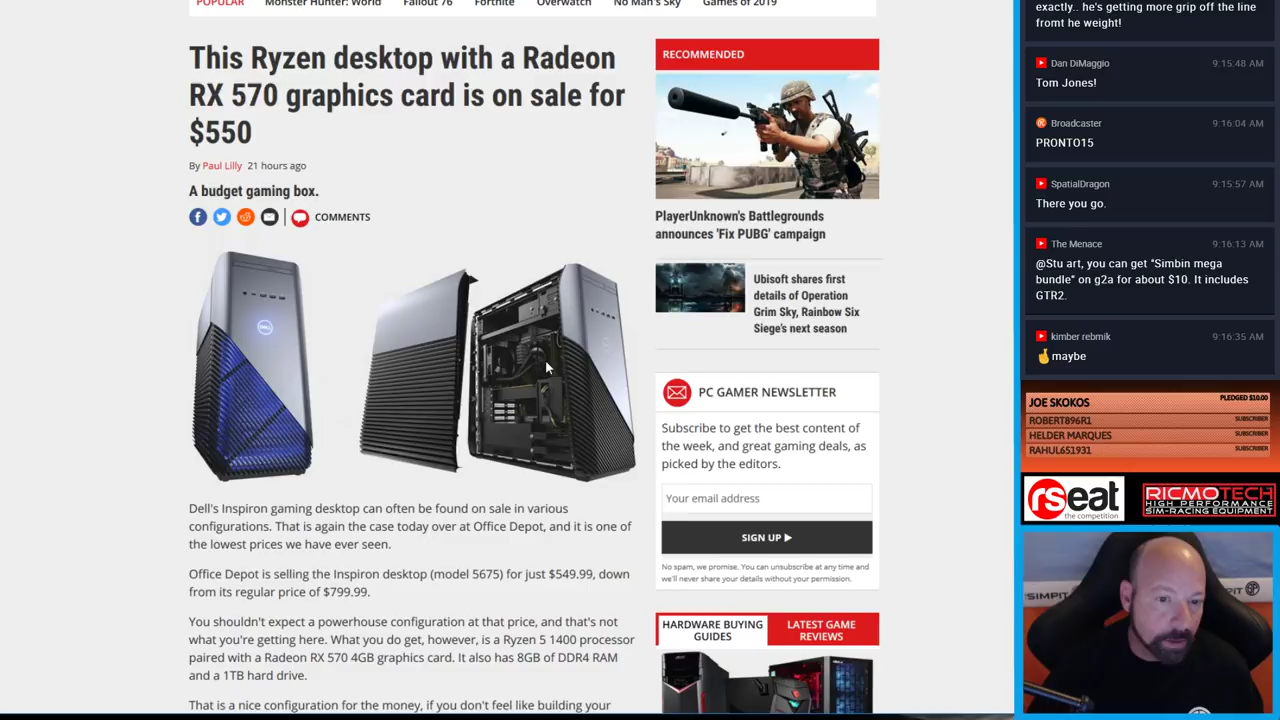 POPULAR Monster Hunter: World Fallout 76 Fortnite Overwatch No Man's Sky Games of 2019
This Ryzen desktop with a Radeon
RX 570 graphics card is on sale for
$550
By Paul Lilly 21 hours ago
A budget gaming box.
COMMENTS
DELL
Dell's Inspiron gaming desktop can often be found on sale in various
configurations. That is again the case today over at Office Depot, and it is one of
the lowest prices we have ever seen.
Office Depot is selling the Inspiron desktop (model 5675) for just $549.99, down
from its regular price of $799.99.
You shouldn't expect a powerhouse configuration at that price, and that's not
what you're getting here. What you do get, however, is a Ryzen 5 1400 processor
paired with a Radeon RX 570 4GB graphics card. It also has 8GB of DDR4 RAM
and a 1TB hard drive.
That is a nice configuration for the money, if you don't feel like building your
RECOMMENDED
PlayerUnknown's Battlegrounds
announces 'Fix PUBG' campaign
Ubisoft shares first
details of Operation
Grim Sky, Rainbow Six
Siege's next season
PC GAMER NEWSLETTER
Subscribe to get the best content of
the week, and great gaming deals, as
picked by the editors.
Your email address
SIGN UP
No spam, we promise. You can unsubscribe at any time and
we'll never share your details without your permission.
HARDWARE BUYING
GUIDES
LATEST GAME
REVIEWS
exactly.. he's getting more grip off the line
fromt he weight!
Dan DiMaggio 9:15:48 AM
Tom Jones!
Broadcaster 9:16:04 AM
PRONTO15
SpatialDragon 9:15:57 AM
There you go.
The Menace 9:16:13 AM
@Stu art, you can get "Simbin mega
bundle" on g2a for about $10. It includes
GTR2.
kimber rebmik 9:16:35 AM
🤞maybe
JOE SKOKOS PLEDGED $10.00
ROBERT896R1 SUBSCRIBER
HELDER MARQUES SUBSCRIBER
RAHUL651931 SUBSCRIBER
rseat
the competition
RICMOTECH
HIGH PERFORMANCE
SIM-RACING EQUIPMENT
SIMPIT